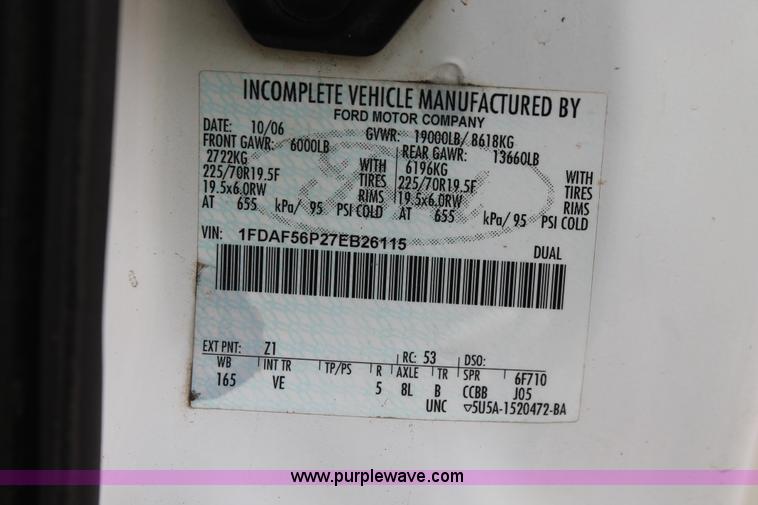 INCOMPLETE VEHICLE MANUFACTURED BY
FORD MOTOR COMPANY
DATE: 10/06 GVWR: 19000LB/ 8618KG
FRONT GAWR: 6000LB REAR GAWR: 13660LB
2722KG WITH 6196KG WITH
225/70R19.5F TIRES 225/70R19.5F TIRES
19.5x6.0RW RIMS 19.5x6.0RW RIMS
AT 655 kPa/ 95 PSI COLD AT 655 kPa/ 95 PSI COLD
VIN: 1FDAF56P27EB26115 DUAL
EXT PNT: Z1 RC: 53 DSO:
WB INT TR TP/PS R AXLE TR SPR 6F710
165 VE 5 8L B CCBB J05
UNC ▽5U5A-1520472-BA
www.purplewave.com